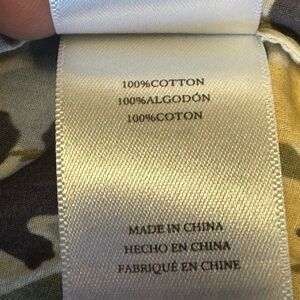 100%COTTON
100%ALGODÓN
100%COTON
MADE IN CHINA
HECHO EN CHINA
FABRIQUÉ EN CHINE